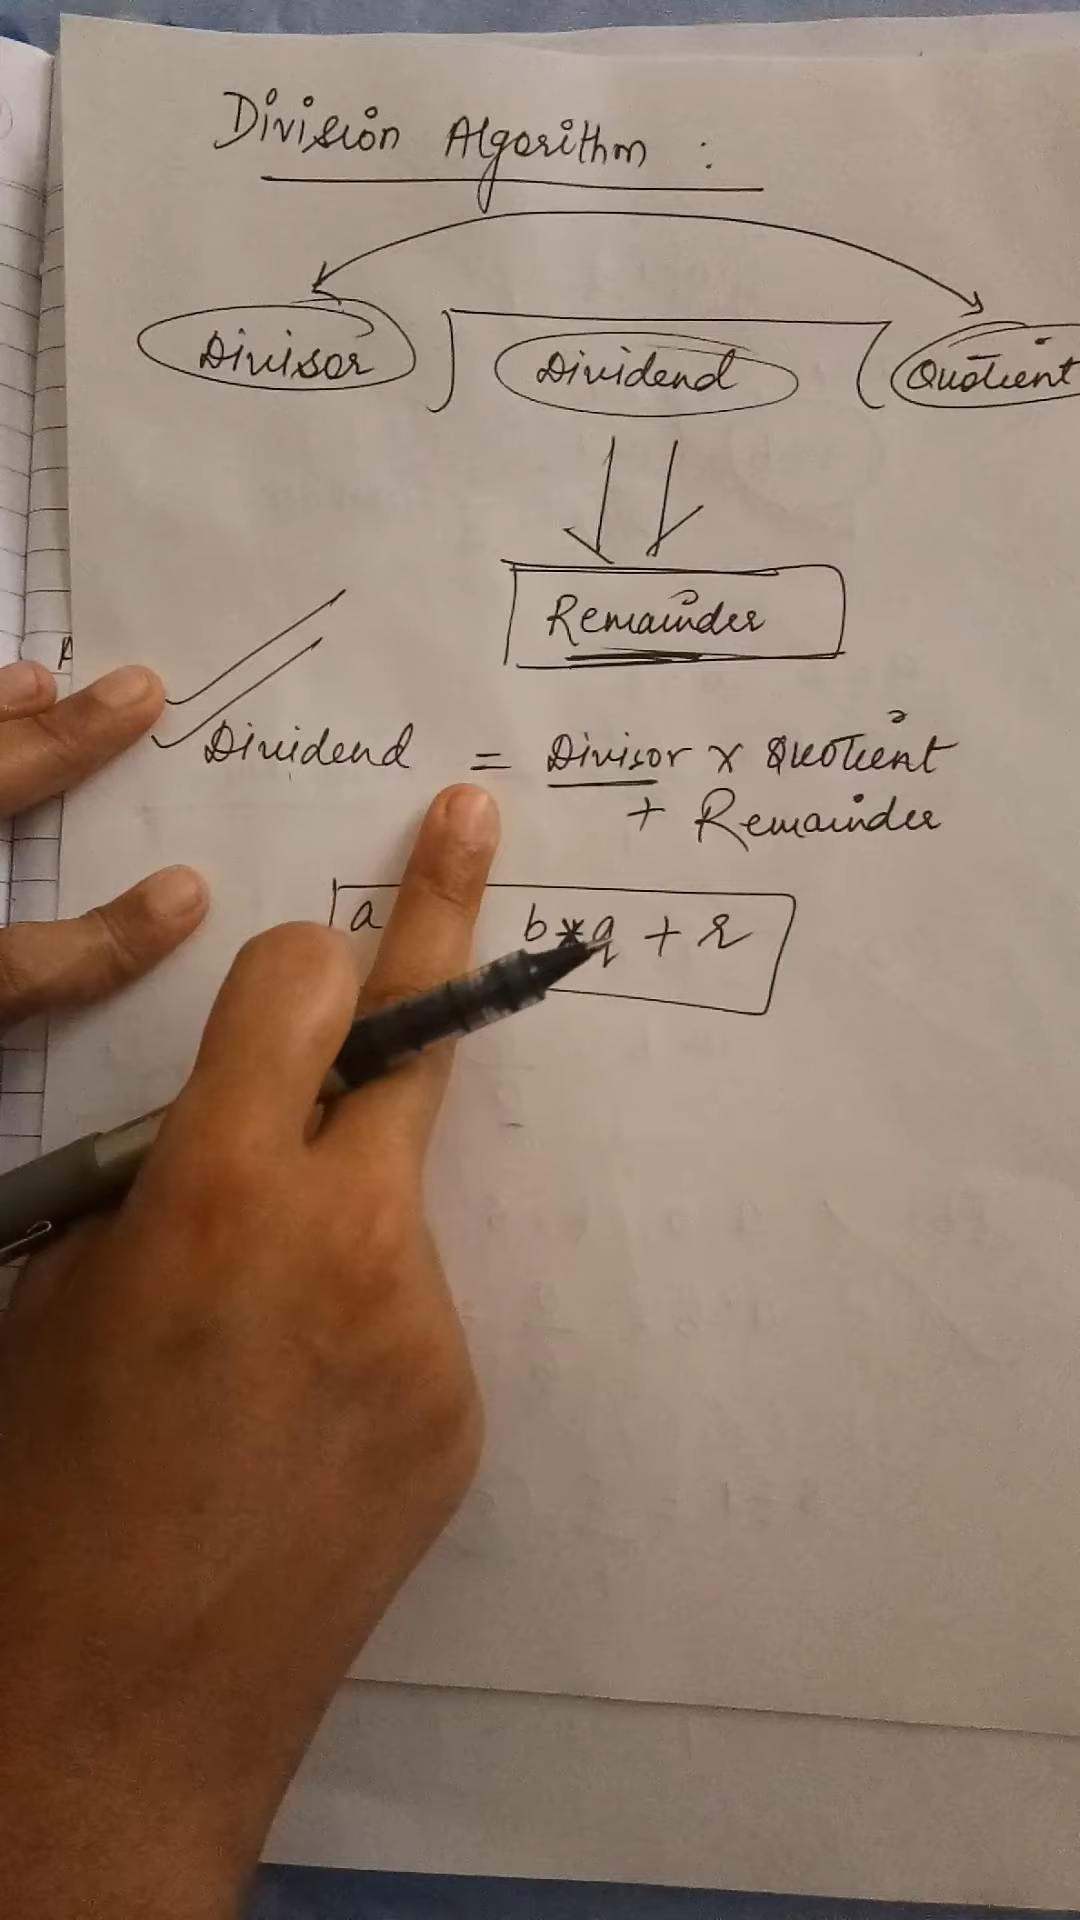 Division Algorithm :
Divisor Dividend Quotient
Remainder
Dividend = Divisor x Quotient
+ Remainder
a b*q + r